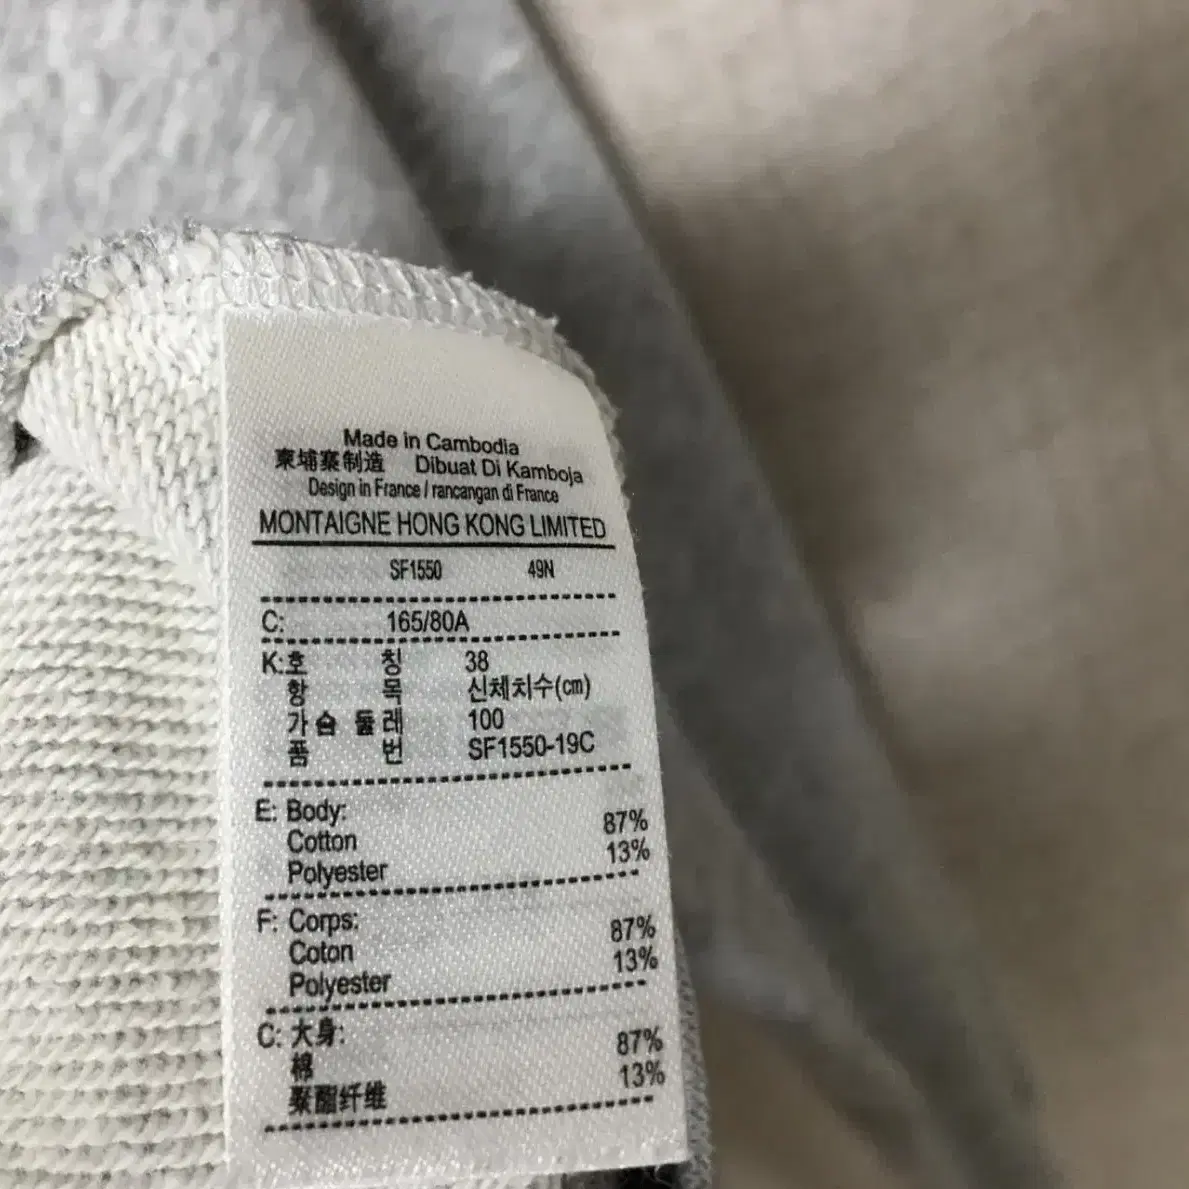 Made in Cambodia
柬埔寨制造 Dibuat Di Kamboja
Design in France / rancangan di France
MONTAIGNE HONG KONG LIMITED
SF1550 49N
C: 165/80A
K:호 칭 38
항 목 신체치수(cm)
가슴 둘레 100
품 번 SF1550-19C
E: Body:
Cotton 87%
Polyester 13%
F: Corps:
Coton 87%
Polyester 13%
C: 大身:
棉 87%
聚酯纤维 13%